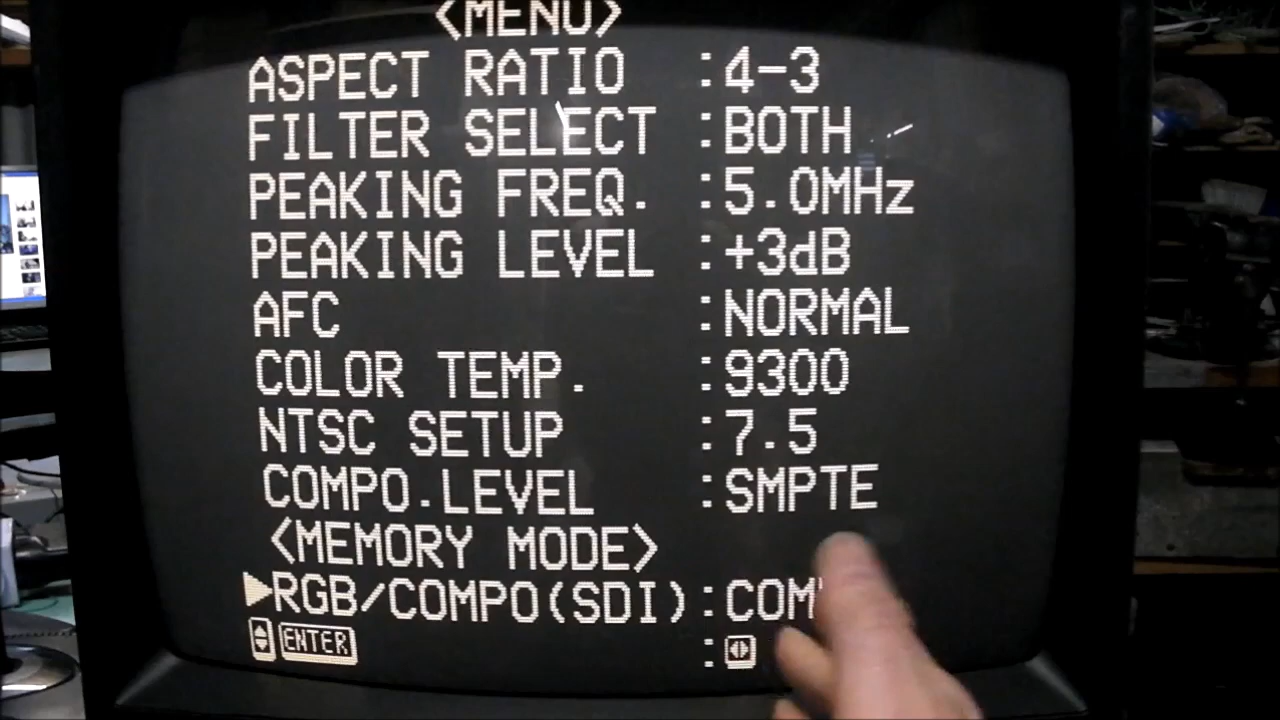 <MENU>
ASPECT RATIO :4-3
FILTER SELECT :BOTH
PEAKING FREQ. :5.0MHz
PEAKING LEVEL :+3dB
AFC :NORMAL
COLOR TEMP. :9300
NTSC SETUP :7.5
COMPO.LEVEL :SMPTE
<MEMORY MODE>
▶RGB/COMPO(SDI):
ENTER :